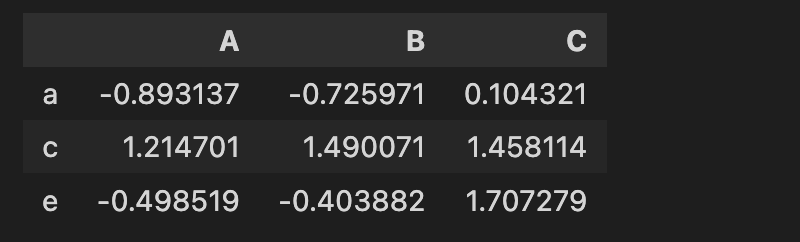 A B C
a -0.893137 -0.725971 0.104321
c 1.214701 1.490071 1.458114
e -0.498519 -0.403882 1.707279